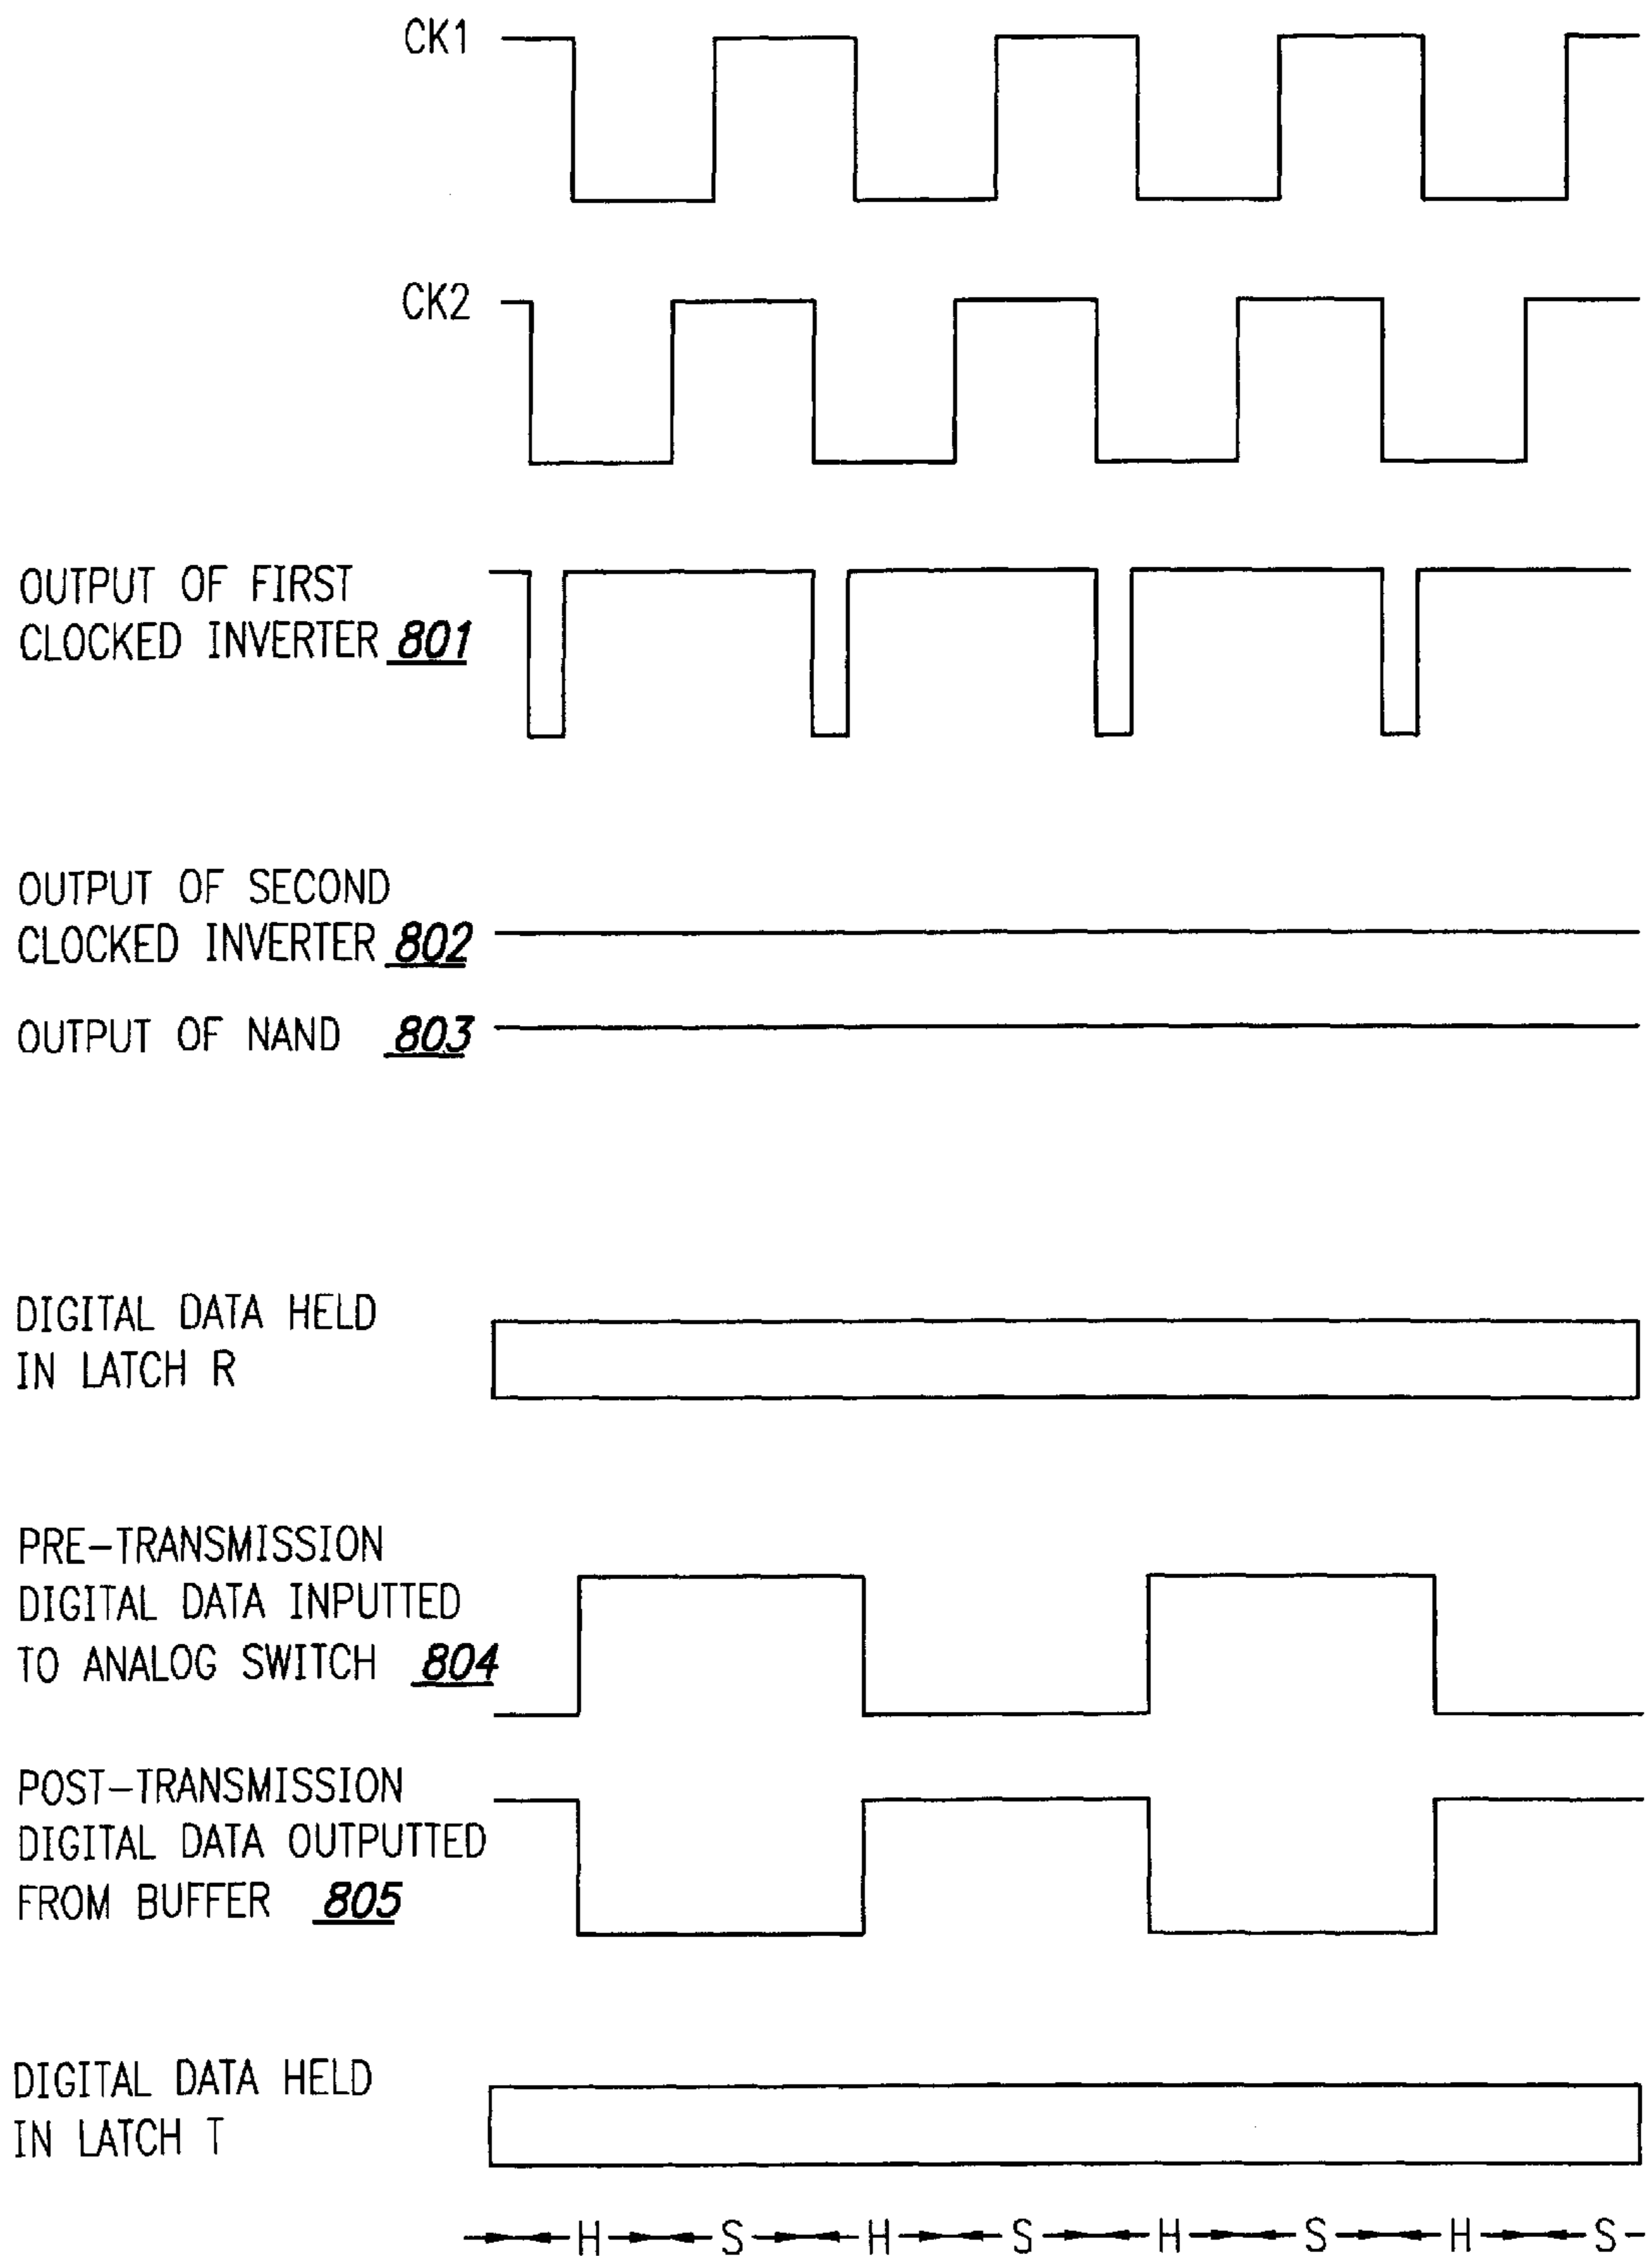 CK1
CK2
OUTPUT OF FIRST
CLOCKED INVERTER 801
OUTPUT OF SECOND
CLOCKED INVERTER 802
OUTPUT OF NAND 803
DIGITAL DATA HELD
IN LATCH R
PRE-TRANSMISSION
DIGITAL DATA INPUTTED
TO ANALOG SWITCH 804
POST-TRANSMISSION
DIGITAL DATA OUTPUTTED
FROM BUFFER 805
DIGITAL DATA HELD
IN LATCH T
H S H S H S H S